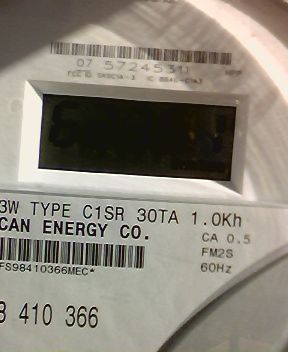 07 57245311
3W TYPE C1SR 30TA 1.0Kh
CAN ENERGY CO.
CA 0.5
FM2S
FS98410366MEC*
60Hz
8 410 366